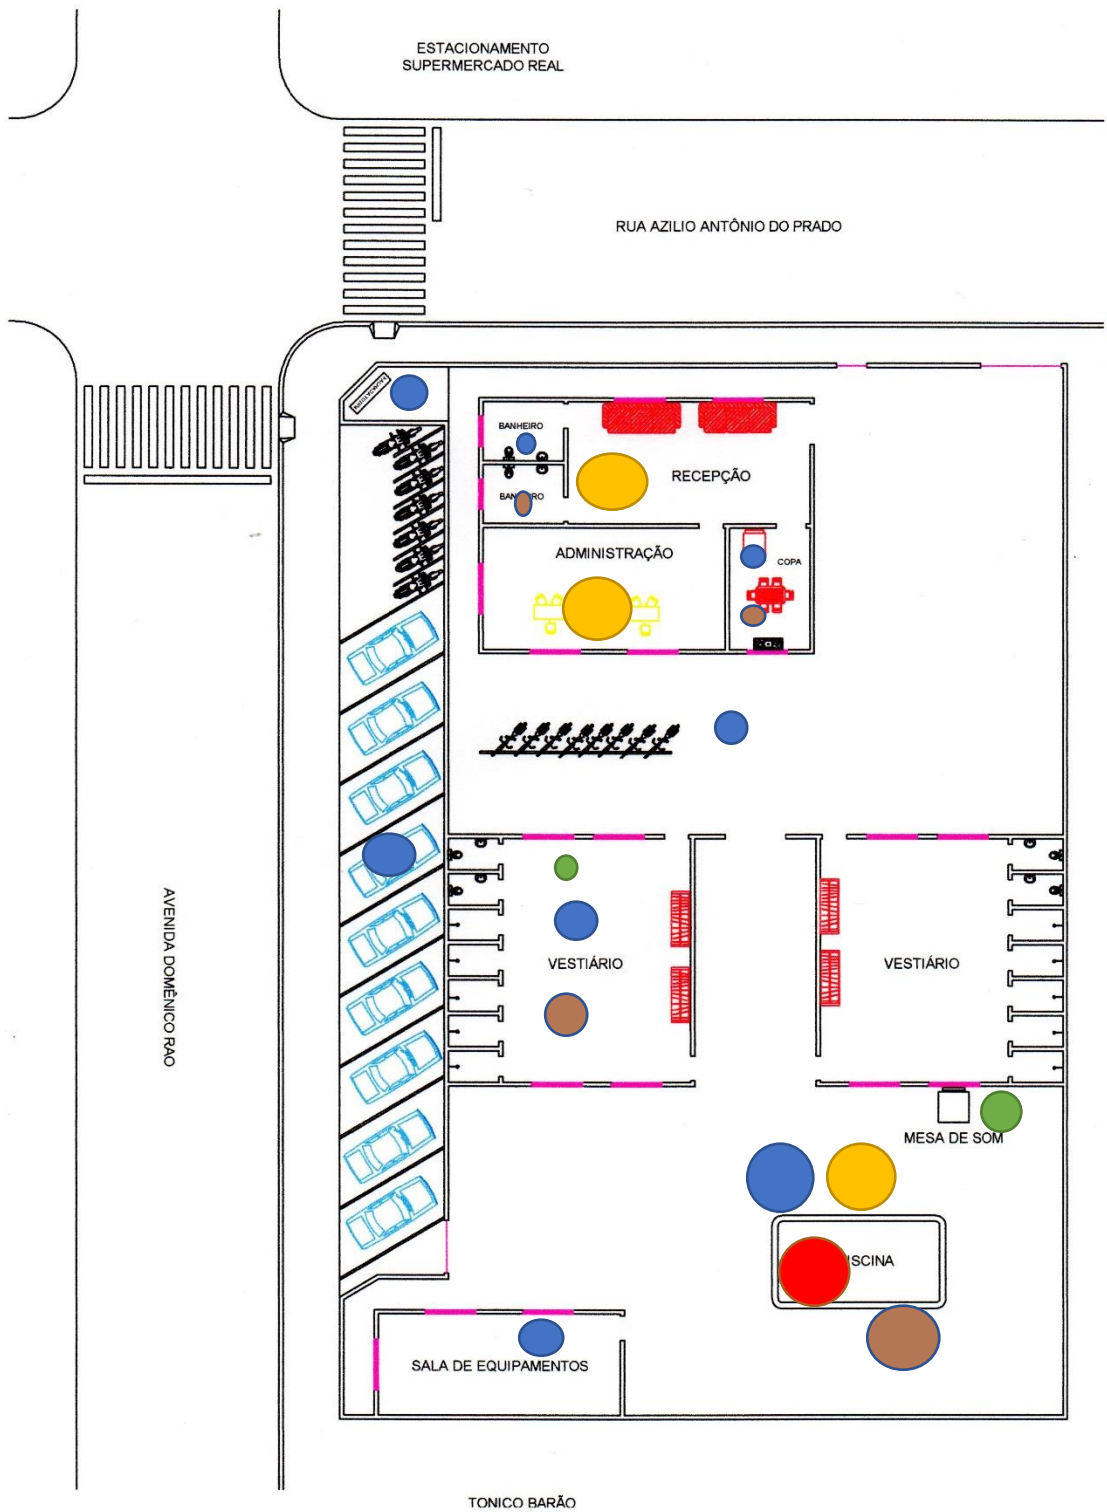 ESTACIONAMENTO
SUPERMERCADO REAL
RUA AZILIO ANTÔNIO DO PRADO
BANHEIRO
RECEPÇÃO
ADMINISTRAÇÃO
COPA
AVENIDA DOMÊNICO RAO
VESTIÁRIO
VESTIÁRIO
MESA DE SOM
ISCINA
SALA DE EQUIPAMENTOS
TONICO BARÃO